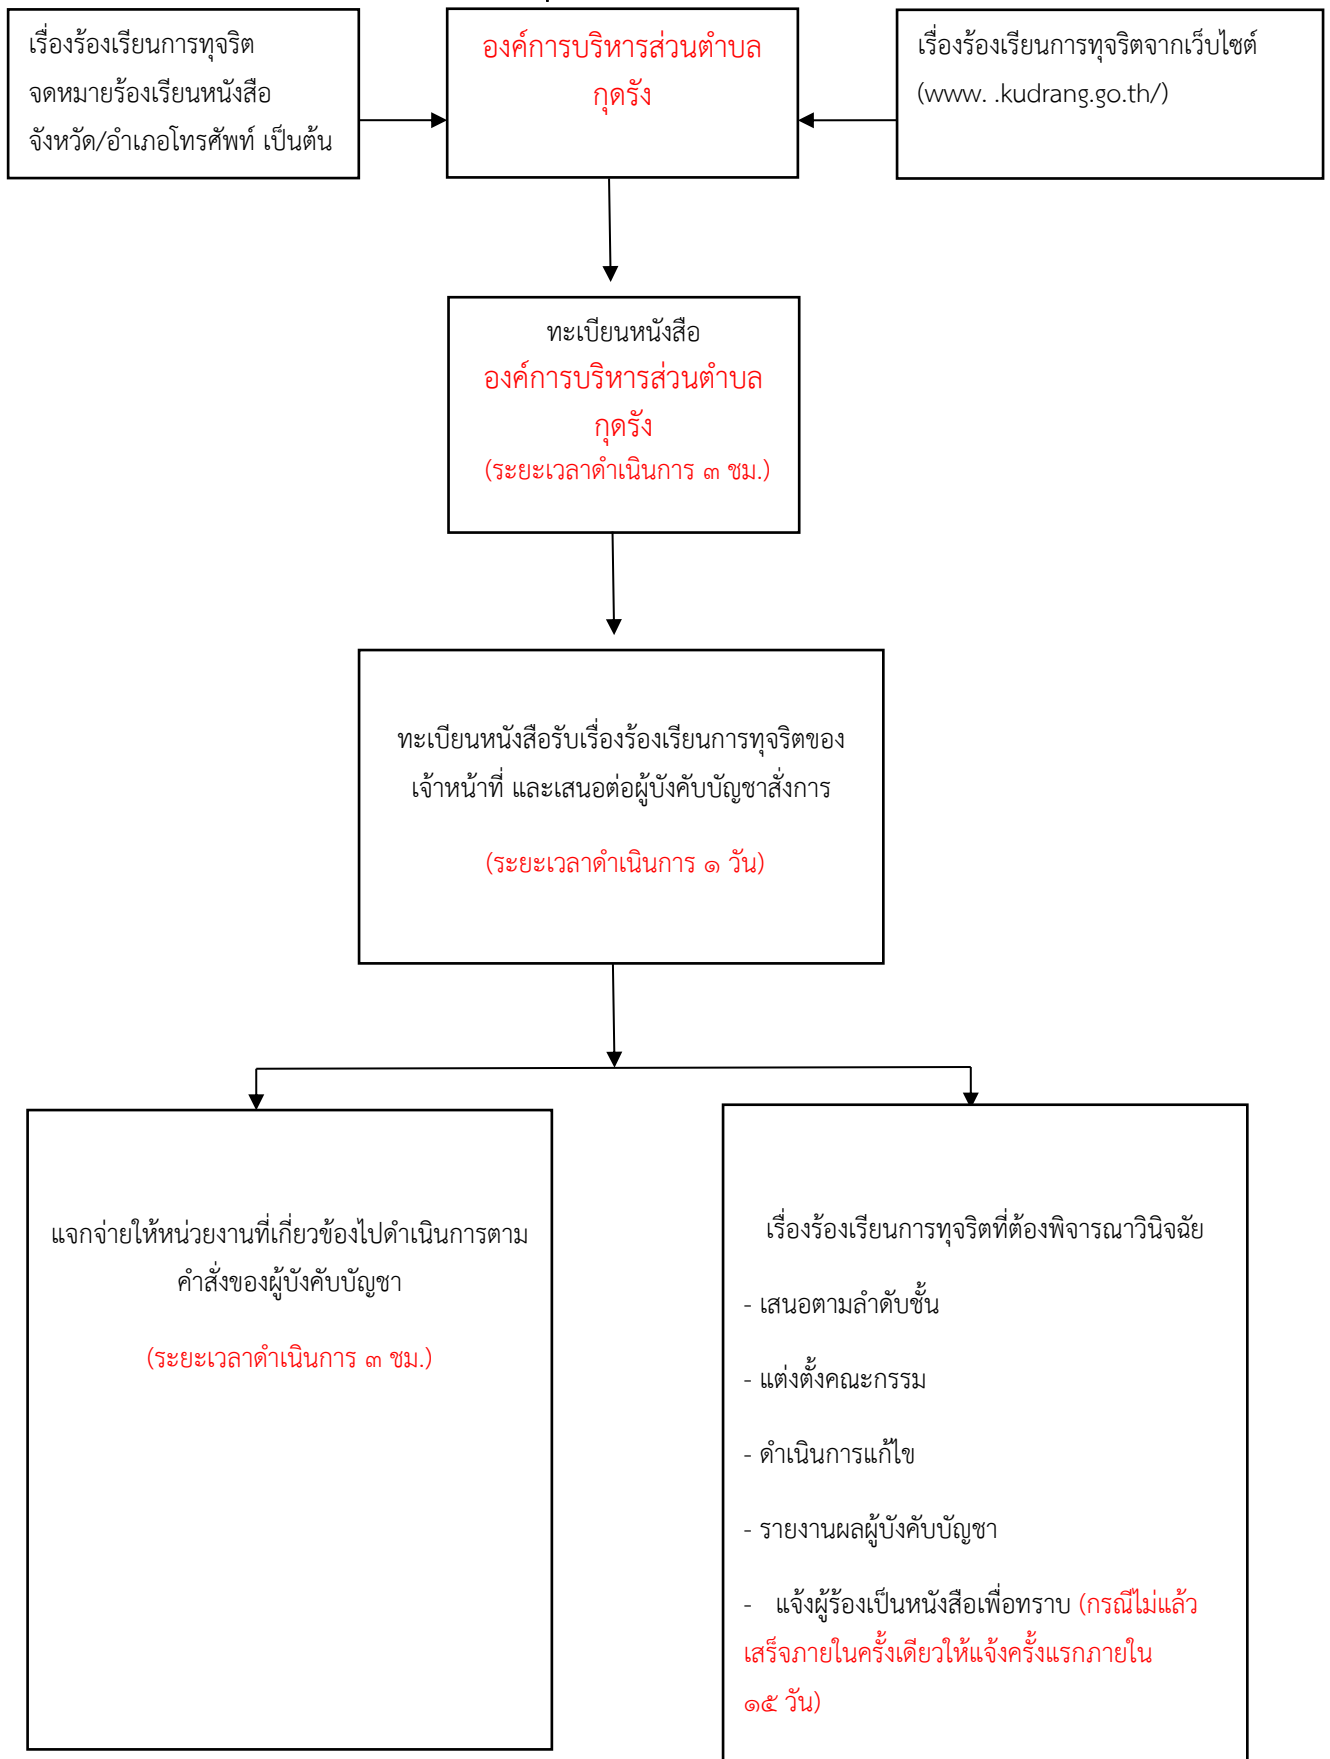 เรื่องร้องเรียนการทุจริต
จดหมายร้องเรียนหนังสือ
จังหวัด/อำเภอโทรศัพท์ เป็นต้น
องค์การบริหารส่วนตำบล
กุดรัง
เรื่องร้องเรียนการทุจริตจากเว็บไซต์
(www. .kudrang.go.th/)
ทะเบียนหนังสือ
องค์การบริหารส่วนตำบล
กุดรัง
(ระยะเวลาดำเนินการ ๓ ชม.)
ทะเบียนหนังสือรับเรื่องร้องเรียนการทุจริตของ
เจ้าหน้าที่ และเสนอต่อผู้บังคับบัญชาสั่งการ
(ระยะเวลาดำเนินการ ๑ วัน)
แจกจ่ายให้หน่วยงานที่เกี่ยวข้องไปดำเนินการตาม
คำสั่งของผู้บังคับบัญชา
(ระยะเวลาดำเนินการ ๓ ชม.)
เรื่องร้องเรียนการทุจริตที่ต้องพิจารณาวินิจฉัย
- เสนอตามลำดับชั้น
- แต่งตั้งคณะกรรม
- ดำเนินการแก้ไข
- รายงานผลผู้บังคับบัญชา
- แจ้งผู้ร้องเป็นหนังสือเพื่อทราบ (กรณีไม่แล้ว
เสร็จภายในครั้งเดียวให้แจ้งครั้งแรกภายใน
๑๕ วัน)